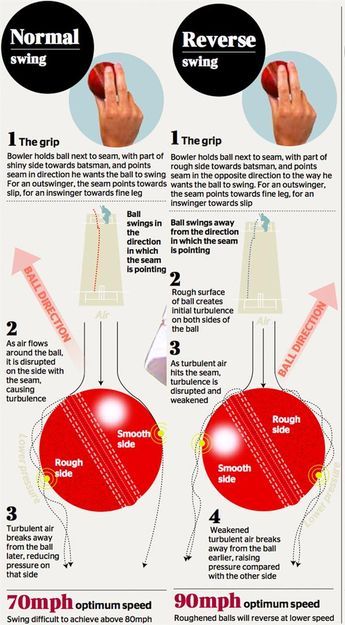 Normal
swing
1 The grip
Bowler holds ball next to seam, with part of
shiny side towards batsman, and points
seam in direction he wants the ball to swing
For an outswinger, the seam points towards
slip, for an inswinger towards fine leg
Ball
swings in
the
direction
in which
the seam
is pointing
BALL DIRECTION
Air
2
As air flows
around the ball,
it is disrupted
on the side with
the seam,
causing
turbulence
Lower pressure
Rough
side
Smooth
side
3
Turbulent air
breaks away
from the ball
later, reducing
pressure on
that side
70mph optimum speed
Swing difficult to achieve above 80mph
Reverse
swing
1 The grip
Bowler holds ball next to seam, with part of
rough side towards batsman, and points
seam in the opposite direction to the way he
wants the ball to swing. For an outswinger,
the seam points towards fine leg, for an
inswinger towards slip
Ball swings away
from the direction
in which the seam
is pointing
2
Rough surface
of ball creates
initial turbulence
on both sides of
the ball
Air
BALL DIRECTION
3
As turbulent air
hits the seam,
turbulence is
disrupted and
weakened
Rough
side
Smooth
side
Lower pressure
4
Weakened
turbulent air breaks
away from the ball
earlier, raising
pressure compared
with the other side
90mph optimum speed
Roughened balls will reverse at lower speed